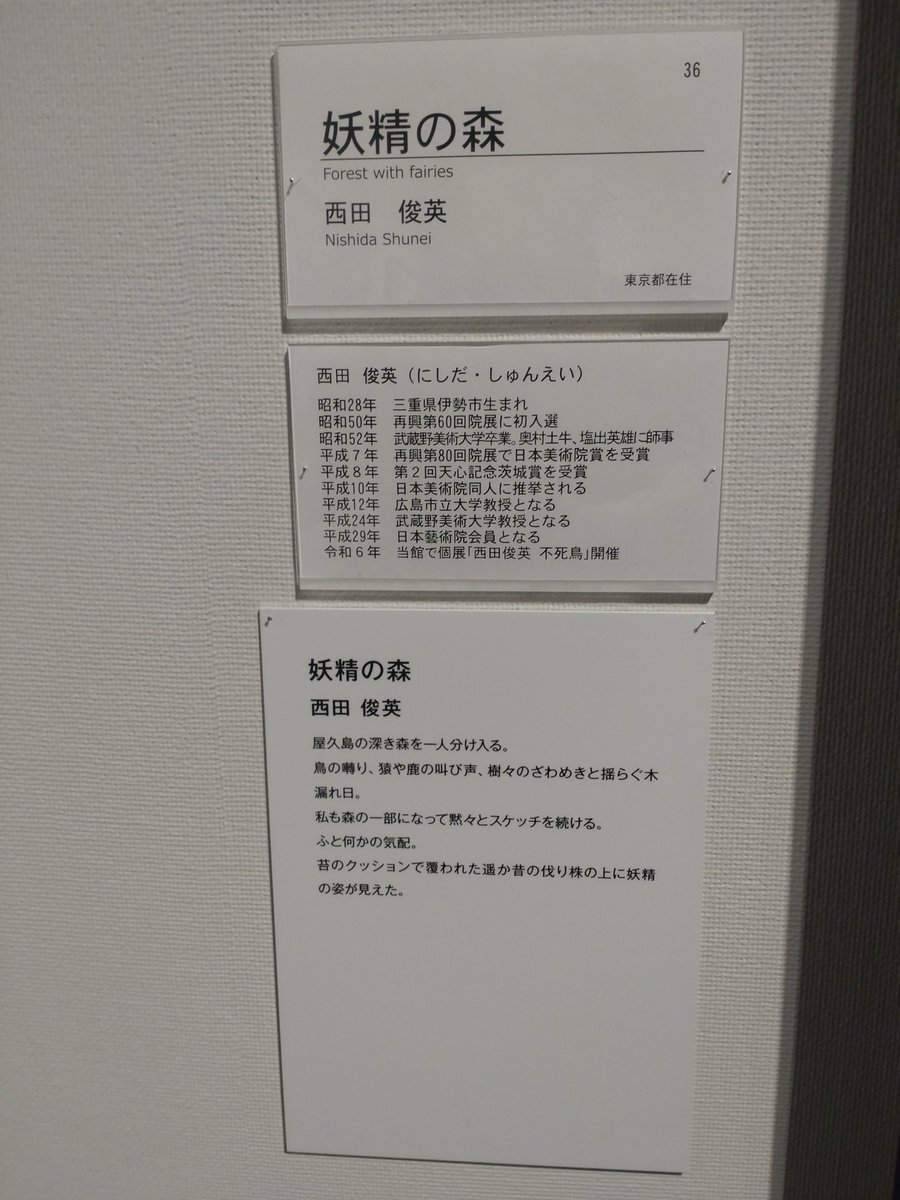 36
妖精の森
Forest with fairies
西田　俊英
Nishida Shunei
東京都在住
西田 俊英（にしだ・しゅんえい）
昭和28年　三重県伊勢市生まれ
昭和50年　再興第60回院展に初入選
昭和52年　武蔵野美術大学卒業。奥村土牛、塩出英雄に師事
平成７年　再興第80回院展で日本美術院賞を受賞
平成８年　第２回天心記念茨城賞を受賞
平成10年　日本美術院同人に推挙される
平成12年　広島市立大学教授となる
平成24年　武蔵野美術大学教授となる
平成29年　日本藝術院会員となる
令和６年　当館で個展「西田俊英 不死鳥」開催
妖精の森
西田 俊英
屋久島の深き森を一人分け入る。
鳥の囀り、猿や鹿の叫び声、樹々のざわめきと揺らぐ木
漏れ日。
私も森の一部になって黙々とスケッチを続ける。
ふと何かの気配。
苔のクッションで覆われた遥か昔の伐り株の上に妖精
の姿が見えた。